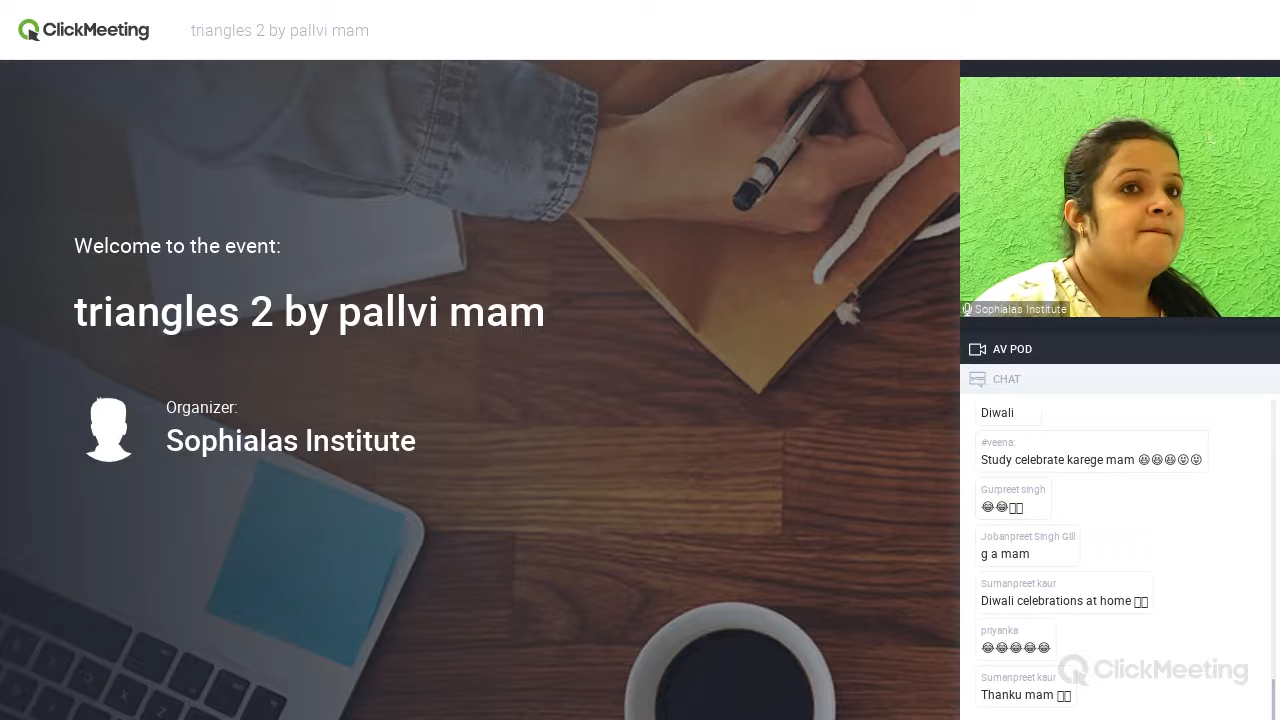 ClickMeeting
triangles 2 by pallvi mam
Welcome to the event:
triangles 2 by pallvi mam
Organizer:
Sophialas Institute
Sophialas Institute
AV POD
CHAT
Diwali
#veena:
Study celebrate karege mam 😆😆😆😝😝
Gurpreet singh
😂😂
Jobanpreet Singh Gill
g a mam
Sumanpreet kaur
Diwali celebrations at home
priyanka
😂😂😂😂😂
Sumanpreet kaur
Thanku mam
ClickMeeting